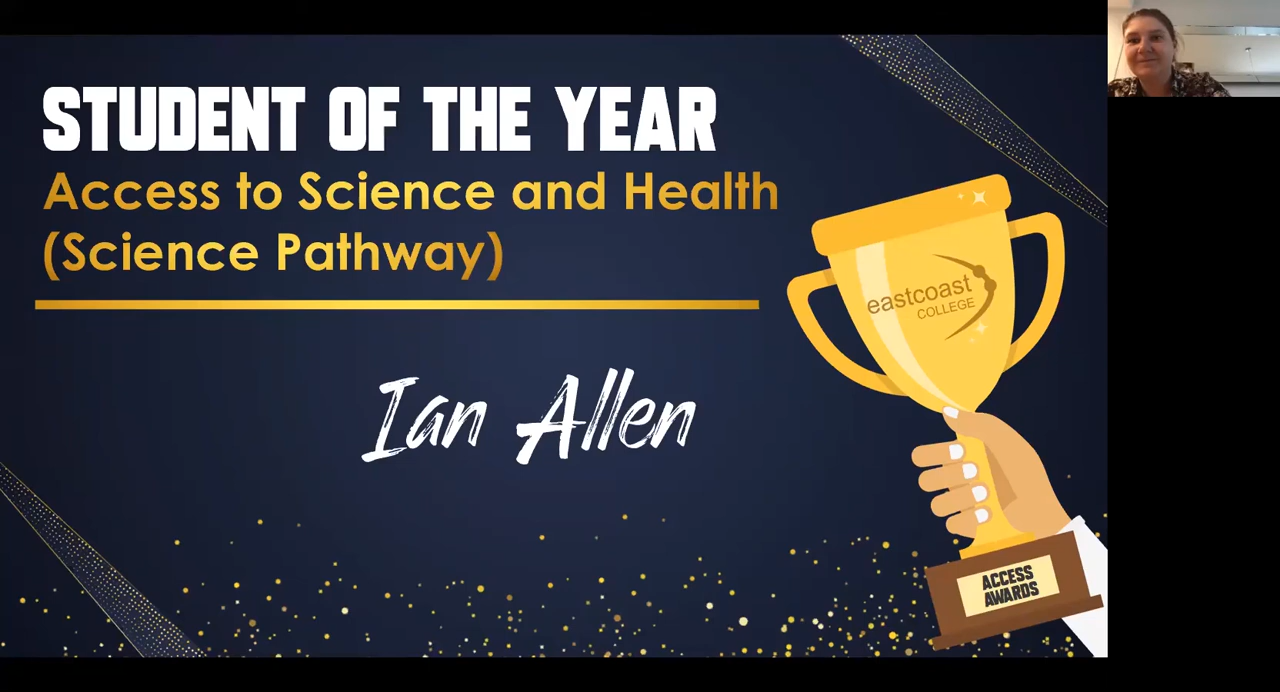 STUDENT OF THE YEAR
Access to Science and Health
(Science Pathway)
Ian Allen
eastcoast
COLLEGE
ACCESS
AWARDS